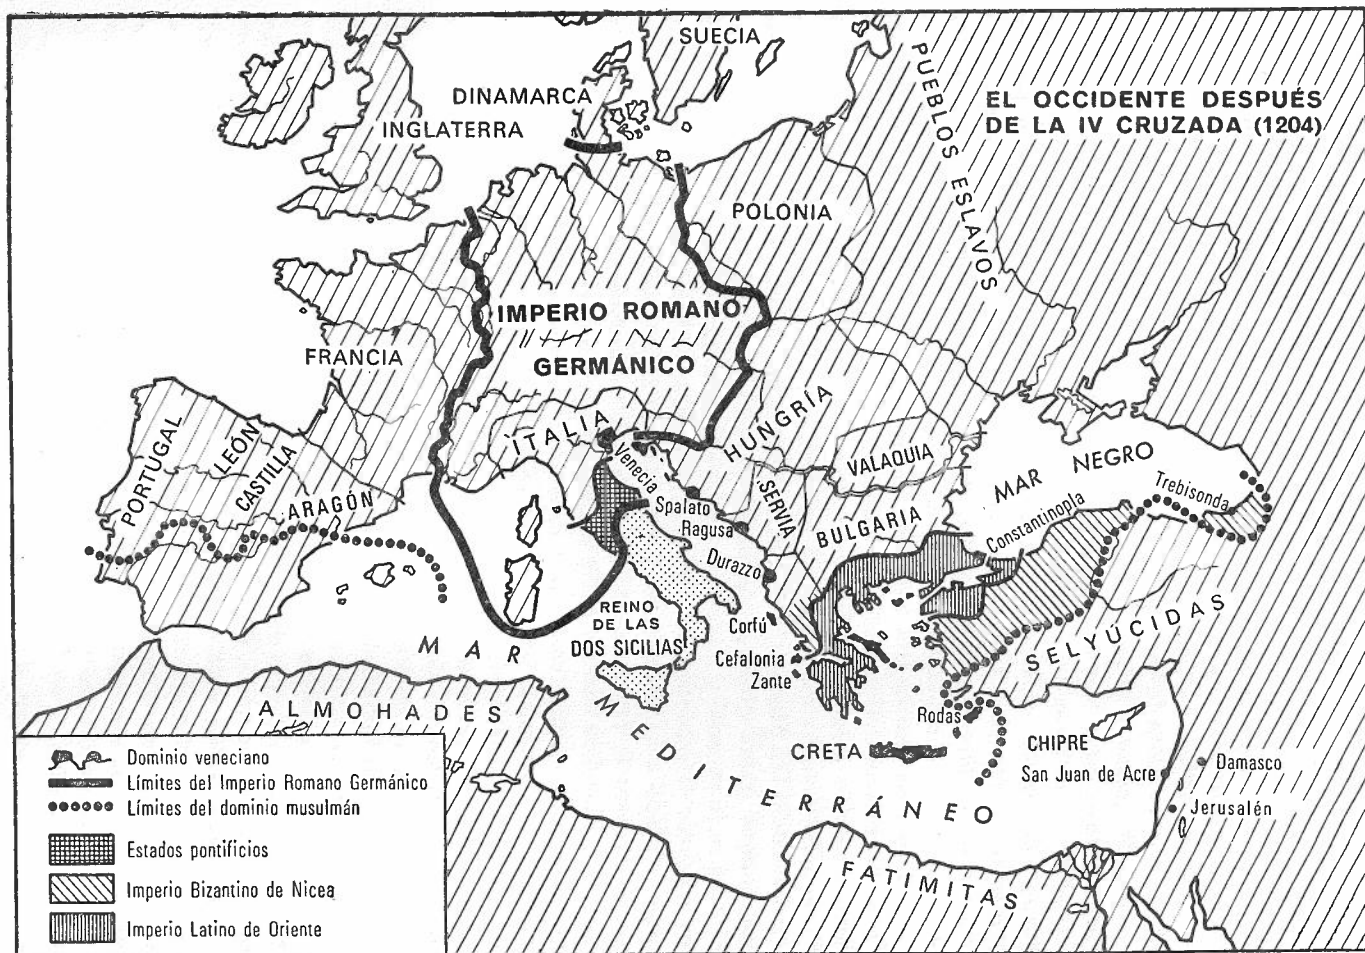 SUECIA
DINAMARCA
INGLATERRA
PUEBLOS ESLAVOS
EL OCCIDENTE DESPUÉS
DE LA IV CRUZADA (1204)
POLONIA
IMPERIO ROMANO
GERMÁNICO
FRANCIA
PORTUGAL
LEÓN
CASTILLA
ARAGÓN
ITALIA
HUNGRÍA
VALAQUIA
Venecia
Spalato
Ragusa
SERVIA
BULGARIA
Durazzo
MAR NEGRO
Constantinopla
Trebisonda
REINO
DE LAS
DOS SICILIAS
Corfú
Cefalonia
Zante
SELYÚCIDAS
MAR
MEDITERRÁNEO
ALMOHADES
Rodas
CRETA
CHIPRE
San Juan de Acre
Damasco
Jerusalén
FATIMITAS
Dominio veneciano
Límites del Imperio Romano Germánico
Límites del dominio musulmán
Estados pontificios
Imperio Bizantino de Nicea
Imperio Latino de Oriente